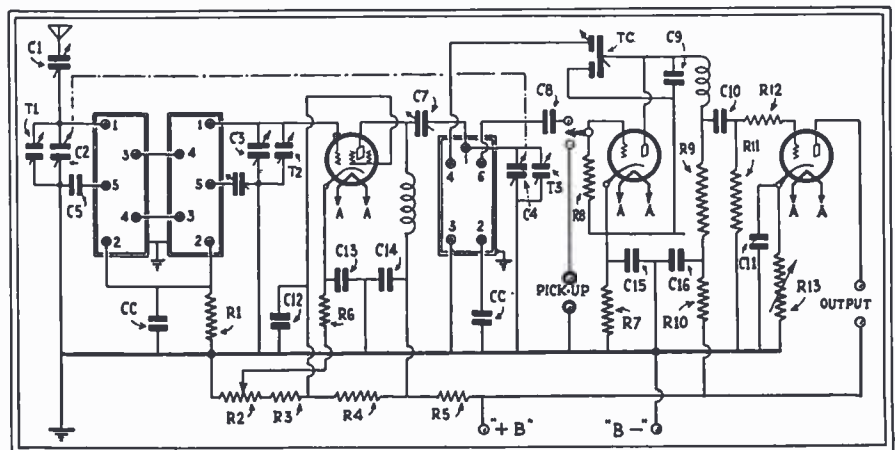 C1
TC
C9
T1
C2
1
1
C3
T2
C7
C8
C10
R12
3
4
5
5
4
3
2
2
C5
4
6
T3
C4
3
2
R8
R9
R11
A
A
A
A
A
A
C13
C14
C15
C16
C11
R13
CC
R1
C12
R6
CC
PICK-UP
R7
R10
OUTPUT
R2
R3
R4
R5
"+ B"
"B -"